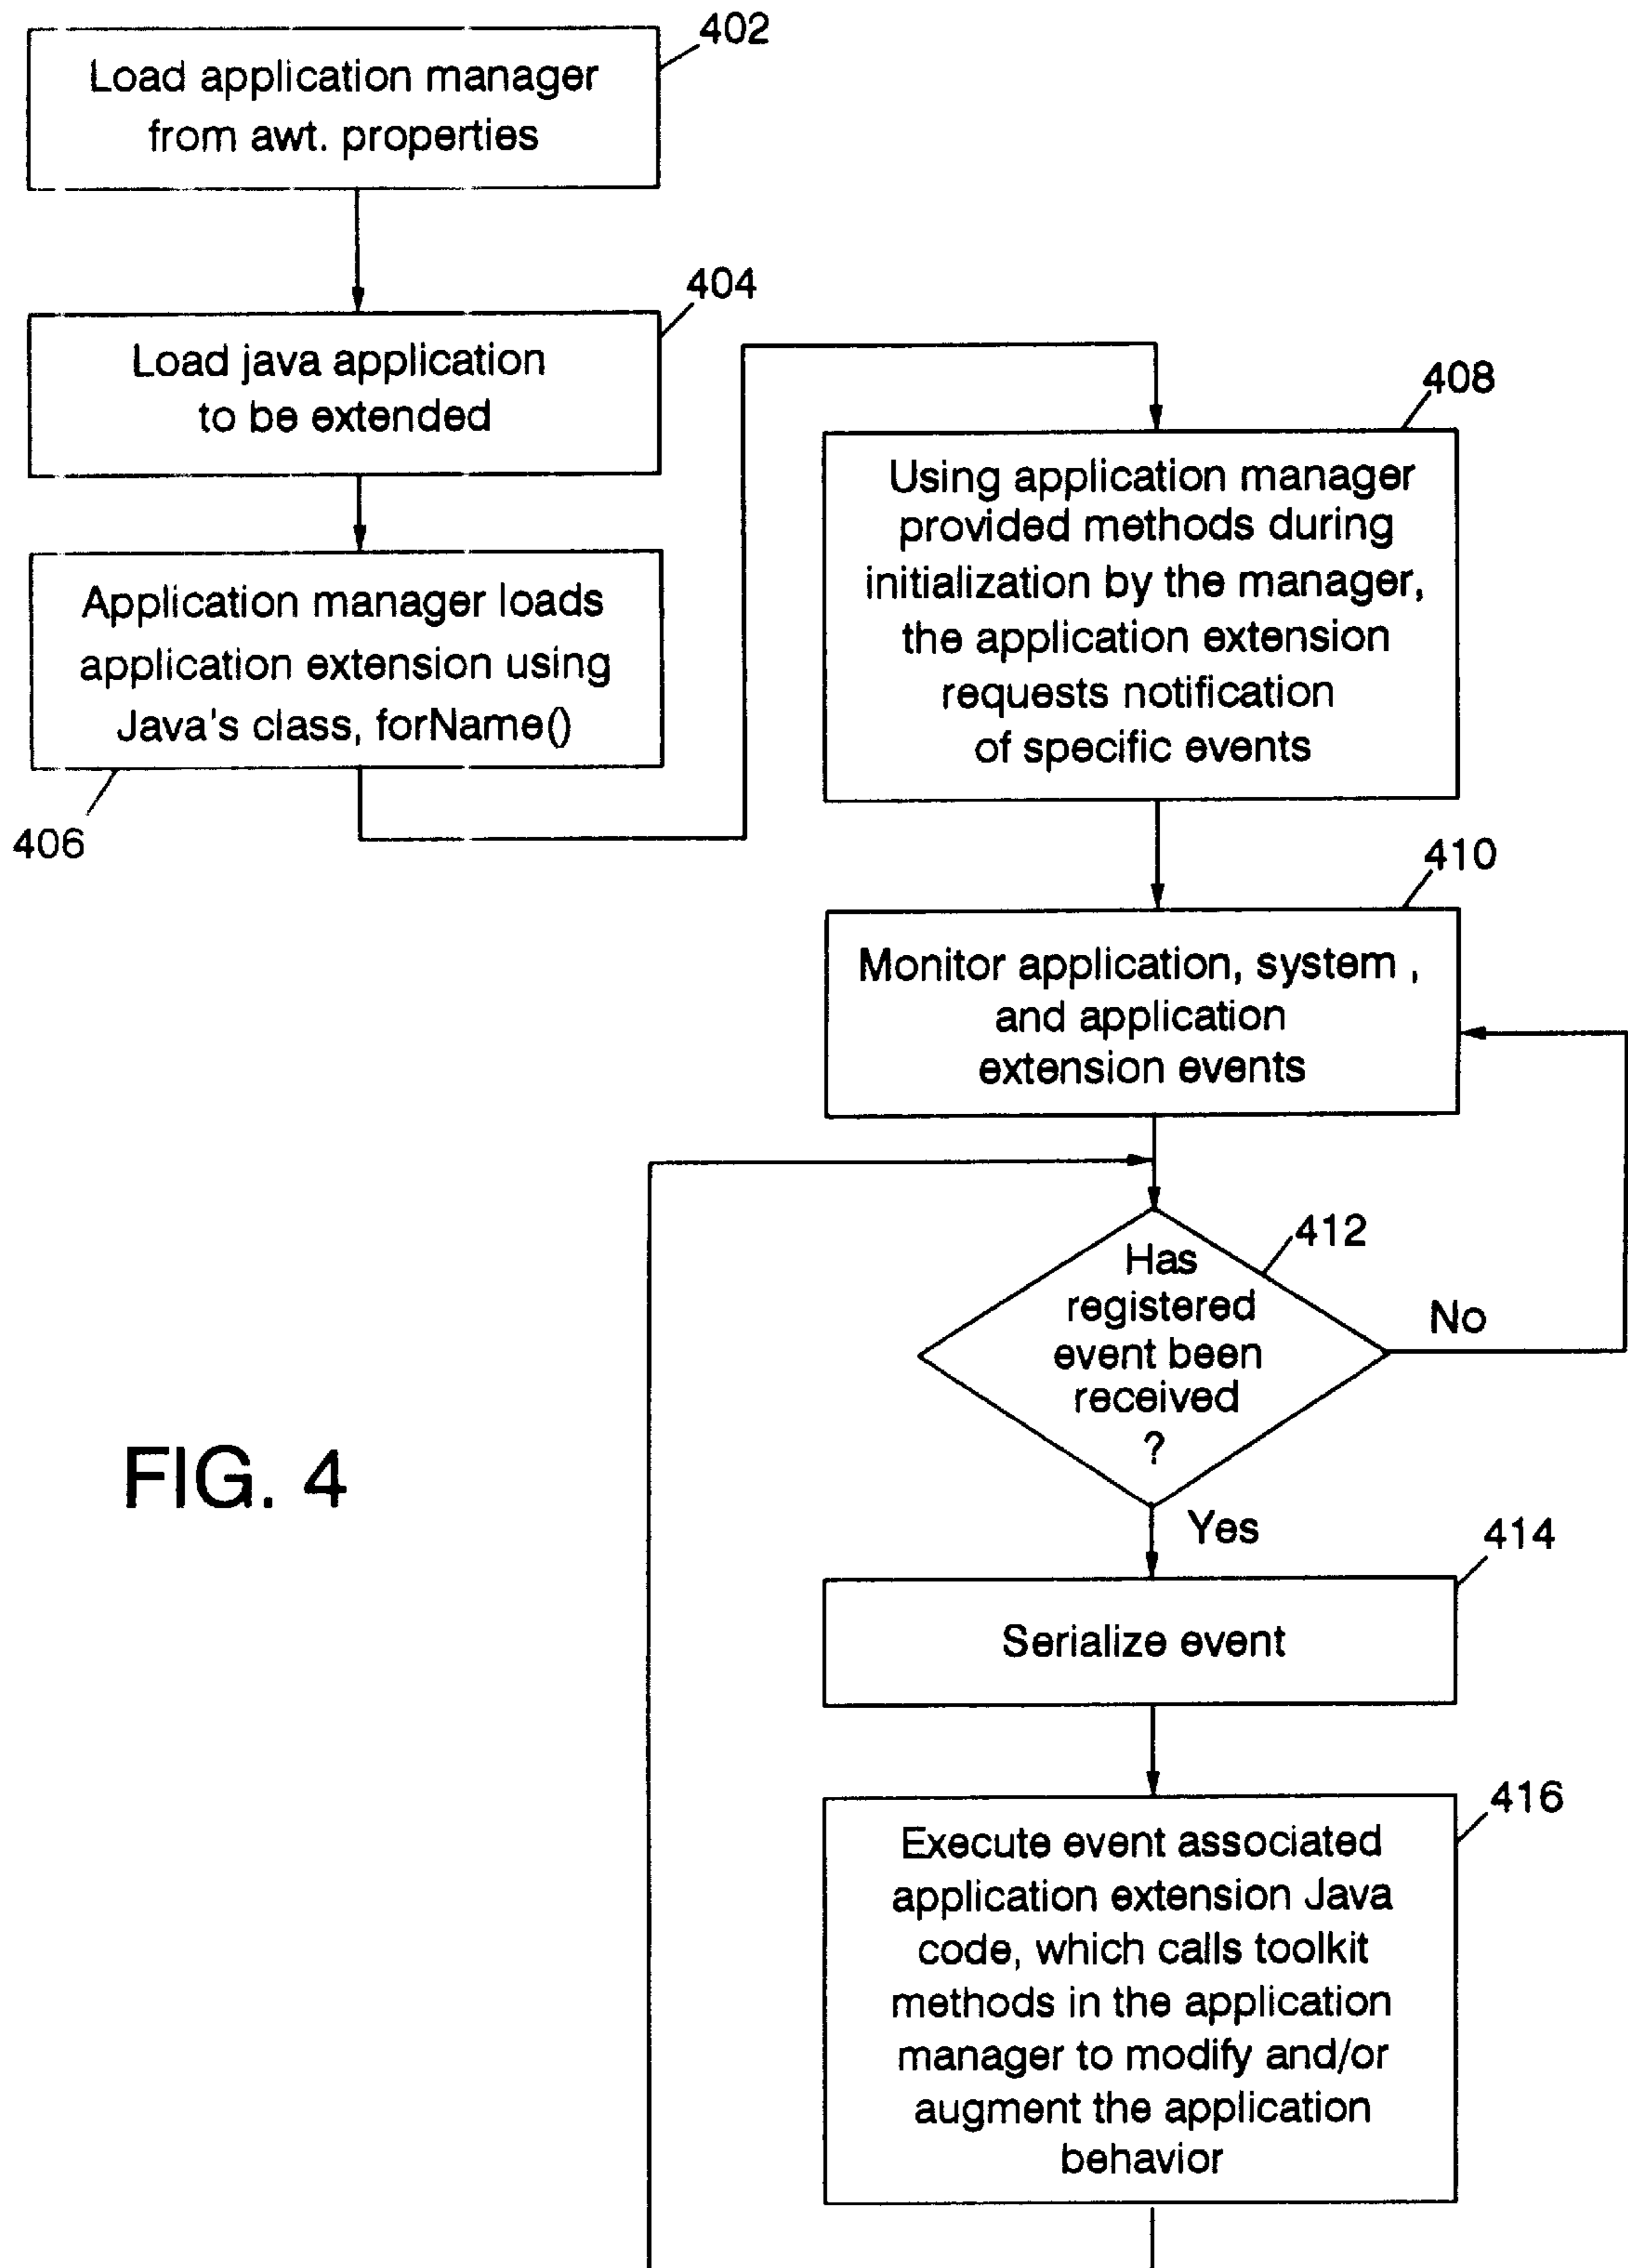 402
Load application manager
from awt. properties
404
Load java application
to be extended
Application manager loads
application extension using
Java's class, forName()
406
408
Using application manager
provided methods during
initialization by the manager,
the application extension
requests notification
of specific events
410
Monitor application, system ,
and application
extension events
412
Has
registered
event been
received
?
No
Yes
414
Serialize event
416
Execute event associated
application extension Java
code, which calls toolkit
methods in the application
manager to modify and/or
augment the application
behavior
FIG. 4